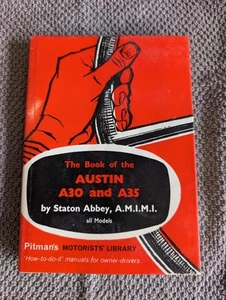 The Book of the
AUSTIN
A30 and A35
by Staton Abbey, A.M.I.M.I.
all Models
Pitman's MOTORISTS' LIBRARY
'How-to-do-it' manuals for owner-drivers.